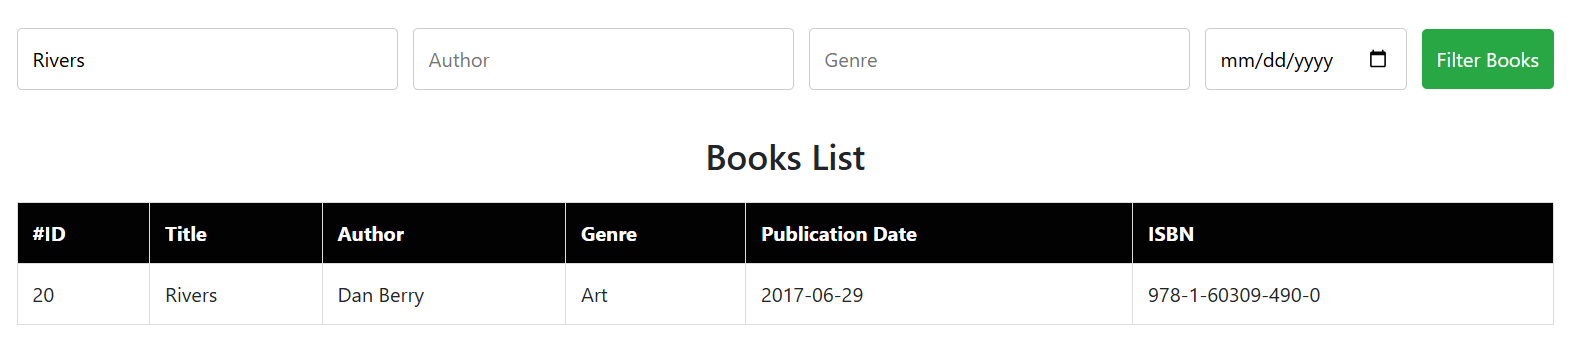 Rivers Author Genre mm/dd/yyyy Filter Books
Books List
#ID Title Author Genre Publication Date ISBN
20 Rivers Dan Berry Art 2017-06-29 978-1-60309-490-0